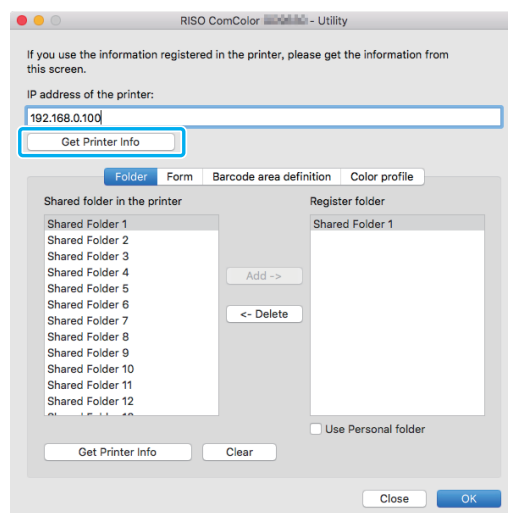 RISO ComColor - Utility
If you use the information registered in the printer, please get the information from
this screen.
IP address of the printer:
192.168.0.100
Get Printer Info
Folder Form Barcode area definition Color profile
Shared folder in the printer
Register folder
Shared Folder 1
Shared Folder 2
Shared Folder 3
Shared Folder 4
Shared Folder 5
Shared Folder 6
Shared Folder 7
Shared Folder 8
Shared Folder 9
Shared Folder 10
Shared Folder 11
Shared Folder 12
Add ->
<- Delete
Shared Folder 1
Use Personal folder
Get Printer Info
Clear
Close
OK